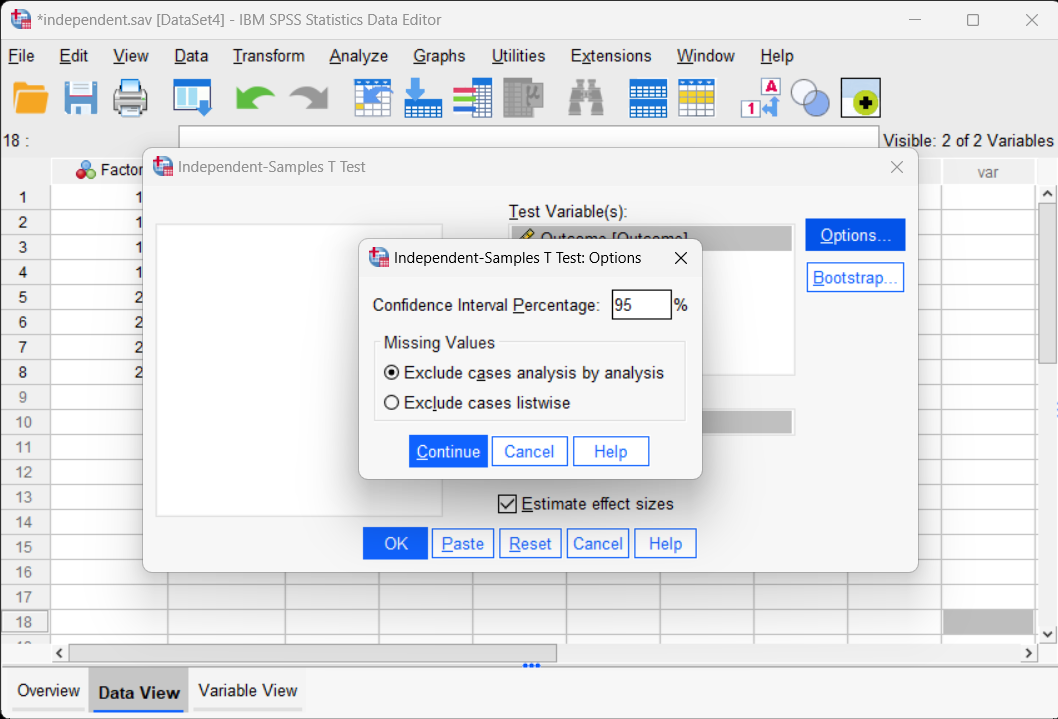 *independent.sav [DataSet4] - IBM SPSS Statistics Data Editor
File Edit View Data Transform Analyze Graphs Utilities Extensions Window Help
A
1
μ
18 :
Visible: 2 of 2 Variables
Factor
var
Independent-Samples T Test
1 1
2 1
3 1
4 1
5 2
6 2
7 2
8 2
9
10
11
12
13
14
15
16
17
18
Test Variable(s):
Outcome [Outcome]
Options...
Bootstrap...
Independent-Samples T Test: Options
Confidence Interval Percentage: 95 %
Missing Values
Exclude cases analysis by analysis
Exclude cases listwise
Continue Cancel Help
Estimate effect sizes
OK Paste Reset Cancel Help
Overview Data View Variable View